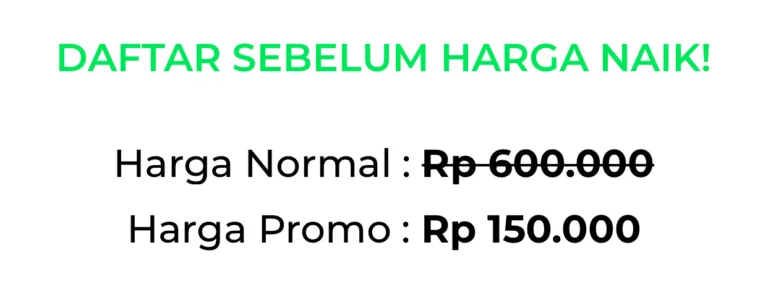 DAFTAR SEBELUM HARGA NAIK!
Harga Normal : Rp 600.000
Harga Promo : Rp 150.000